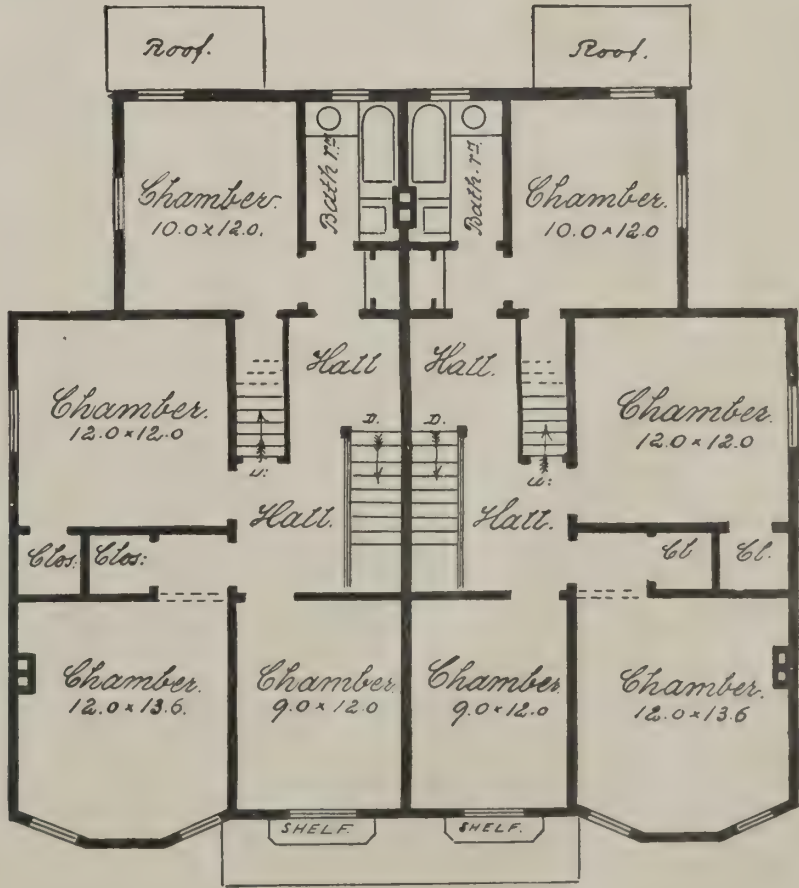 Roof.
Roof.
Chamber.
10.0 x 12.0.
Bath rm
Bath. rm
Chamber.
10.0 x 12.0
Hall
Hall.
Chamber.
12.0 x 12.0
Chamber.
12.0 x 12.0
D.
D.
U:
U:
Hall.
Hall.
Clos:
Clos:
Cl
Cl.
Chamber.
12.0 x 13.6.
Chamber.
9.0 x 12.0
Chamber
9.0 x 12.0
Chamber.
12.0 x 13.6
SHELF.
SHELF.